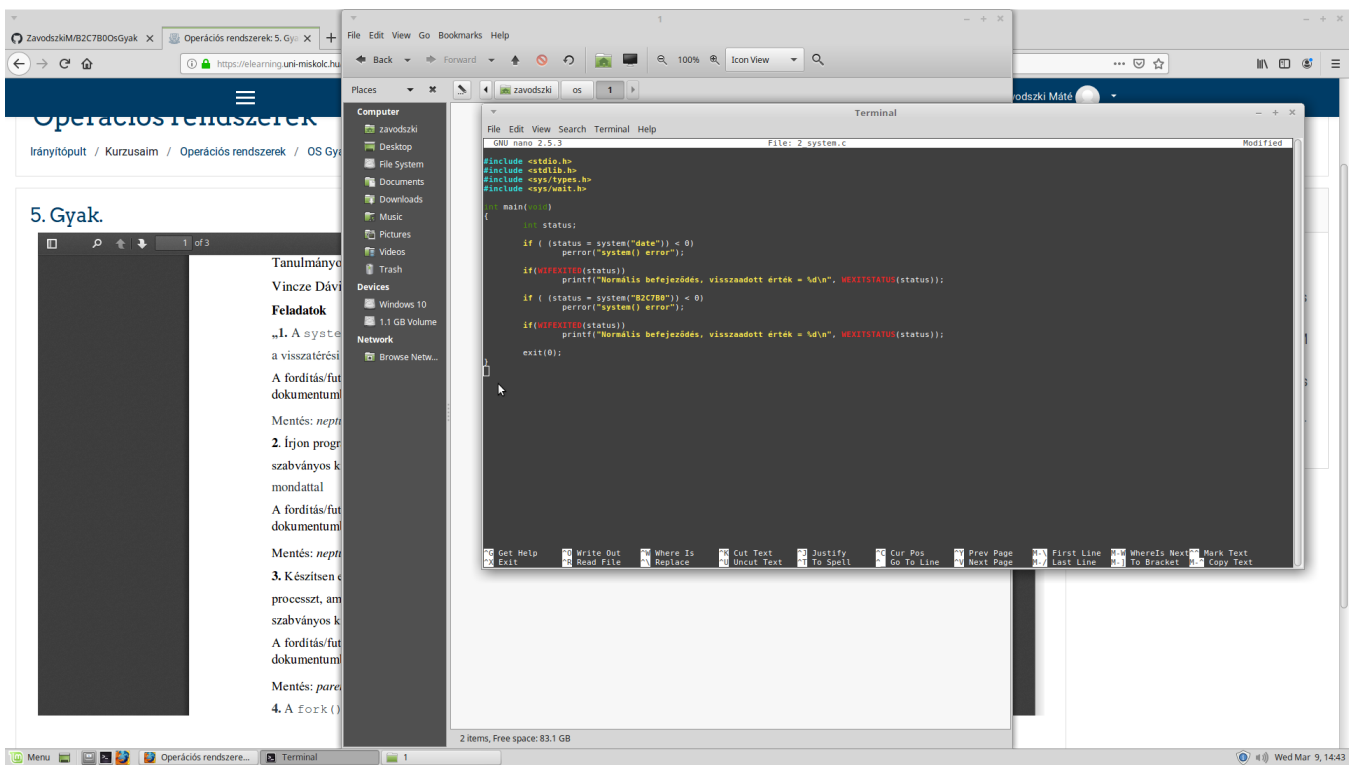 ZavodszkiM/B2C7B0OsGyak
Operációs rendszerek: 5. Gy
https://elearning.uni-miskolc.hu
vodszki Máté
Operációs rendszerek
Irányítópult / Kurzusaim / Operációs rendszerek / OS Gya
5. Gyak.
1 of 3
Tanulmányo
Vincze Dávi
Feladatok
„1. A syste
a visszatérési
A fordítás/fut
dokumentumb
Mentés: neptu
2. Írjon progr
szabványos k
mondattal
A fordítás/fut
dokumentumb
Mentés: neptu
3. Készítsen e
processzt, am
szabványos k
A fordítás/fut
dokumentumb
Mentés: paren
4. A fork()
1
File Edit View Go Bookmarks Help
Back Forward 100% Icon View
Places
zavodszki os 1
Computer
zavodszki
Desktop
File System
Documents
Downloads
Music
Pictures
Videos
Trash
Devices
Windows 10
1.1 GB Volume
Network
Browse Netw...
2 items, Free space: 83.1 GB
Terminal
File Edit View Search Terminal Help
GNU nano 2.5.3 File: 2_system.c Modified
#include <stdio.h>
#include <stdlib.h>
#include <sys/types.h>
#include <sys/wait.h>
int main(void)
{
int status;
if ( (status = system("date")) < 0)
perror("system() error");
if(WIFEXITED(status))
printf("Normális befejeződés, visszaadott érték = %d\n", WEXITSTATUS(status));
if ( (status = system("B2C7B0")) < 0)
perror("system() error");
if(WIFEXITED(status))
printf("Normális befejeződés, visszaadott érték = %d\n", WEXITSTATUS(status));
exit(0);
}
^G Get Help ^O Write Out ^W Where Is ^K Cut Text ^J Justify ^C Cur Pos ^Y Prev Page M-\ First Line M-W WhereIs Next ^^ Mark Text
^X Exit ^R Read File ^\ Replace ^U Uncut Text ^T To Spell ^_ Go To Line ^V Next Page M-/ Last Line M-] To Bracket M-^ Copy Text
Menu Operációs rendszere... Terminal 1 Wed Mar 9, 14:43